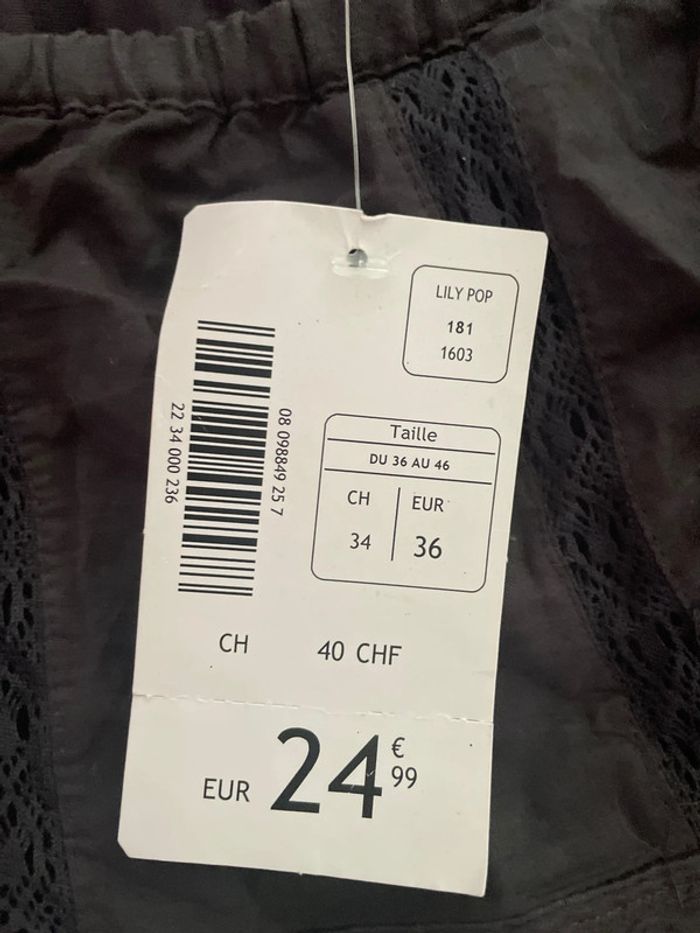 LILY POP
181
1603
08 098849 25 7
22 34 000 236
Taille
DU 36 AU 46
CH EUR
34 36
CH 40 CHF
EUR 24€99